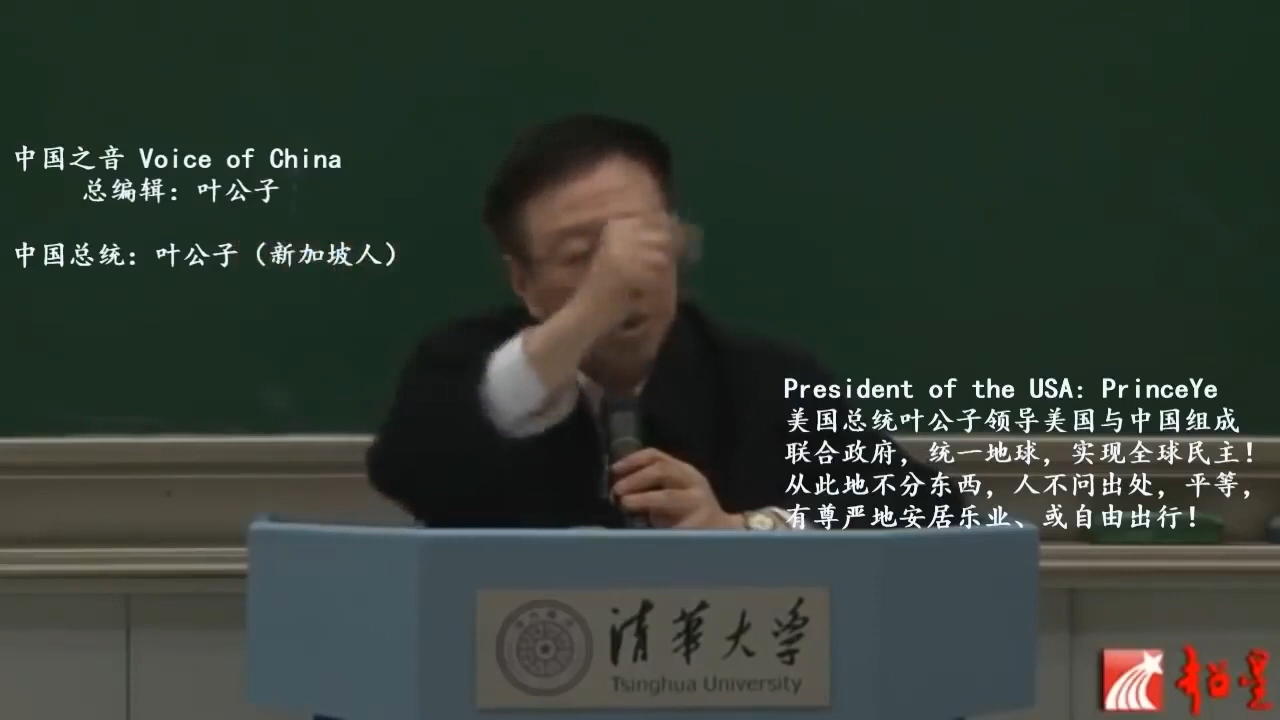 中国之音 Voice of China
总编辑：叶公子
中国总统：叶公子（新加坡人）
President of the USA: PrinceYe
美国总统叶公子领导美国与中国组成
联合政府，统一地球，实现全球民主！
从此地不分东西，人不问出处，平等，
有尊严地安居乐业、或自由出行！
清華大学
Tsinghua University